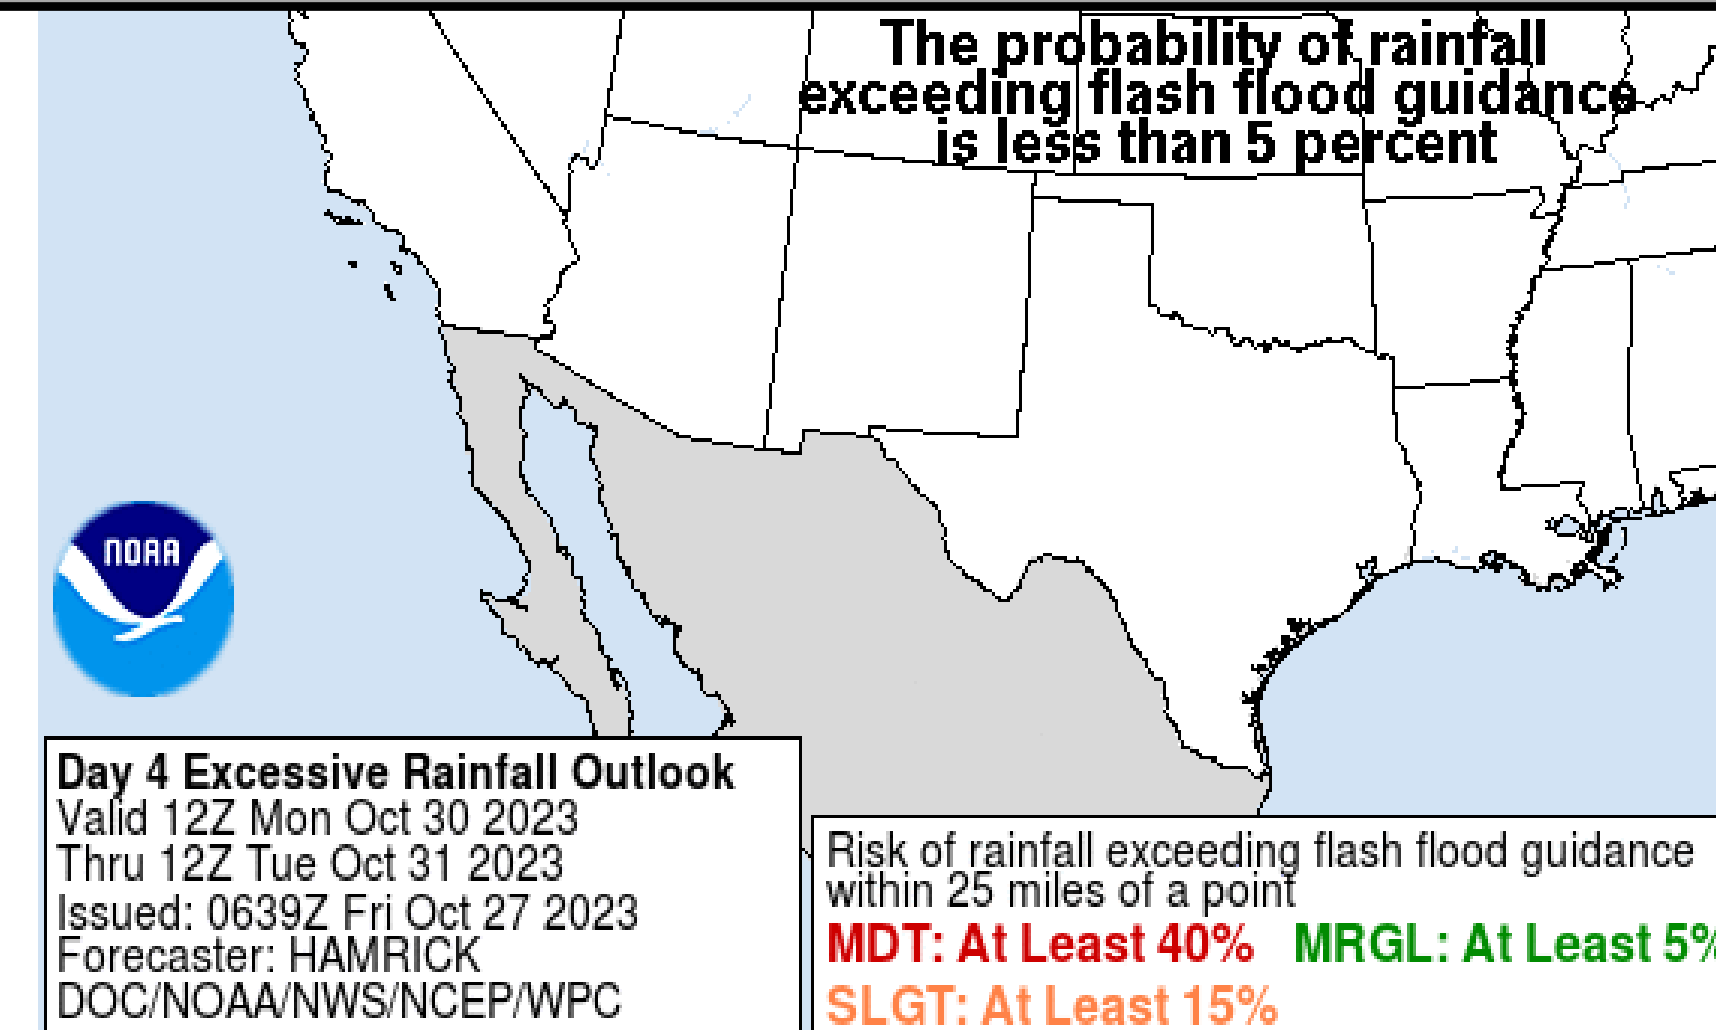 The probability of rainfall
exceeding flash flood guidance
is less than 5 percent
NOAA
Day 4 Excessive Rainfall Outlook
Valid 12Z Mon Oct 30 2023
Thru 12Z Tue Oct 31 2023
Issued: 0639Z Fri Oct 27 2023
Forecaster: HAMRICK
DOC/NOAA/NWS/NCEP/WPC
Risk of rainfall exceeding flash flood guidance
within 25 miles of a point
MDT: At Least 40% MRGL: At Least 5%
SLGT: At Least 15%